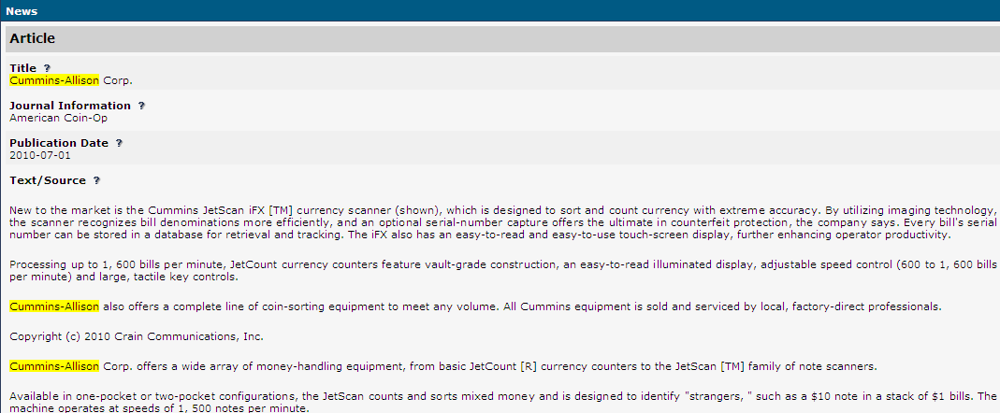 News
Article
Title ?
Cummins-Allison Corp.
Journal Information ?
American Coin-Op
Publication Date ?
2010-07-01
Text/Source ?
New to the market is the Cummins JetScan iFX [TM] currency scanner (shown), which is designed to sort and count currency with extreme accuracy. By utilizing imaging technology,
the scanner recognizes bill denominations more efficiently, and an optional serial-number capture offers the ultimate in counterfeit protection, the company says. Every bill's serial
number can be stored in a database for retrieval and tracking. The iFX also has an easy-to-read and easy-to-use touch-screen display, further enhancing operator productivity.
Processing up to 1, 600 bills per minute, JetCount currency counters feature vault-grade construction, an easy-to-read illuminated display, adjustable speed control (600 to 1, 600 bills
per minute) and large, tactile key controls.
Cummins-Allison also offers a complete line of coin-sorting equipment to meet any volume. All Cummins equipment is sold and serviced by local, factory-direct professionals.
Copyright (c) 2010 Crain Communications, Inc.
Cummins-Allison Corp. offers a wide array of money-handling equipment, from basic JetCount [R] currency counters to the JetScan [TM] family of note scanners.
Available in one-pocket or two-pocket configurations, the JetScan counts and sorts mixed money and is designed to identify "strangers, " such as a $10 note in a stack of $1 bills. The
machine operates at speeds of 1, 500 notes per minute.